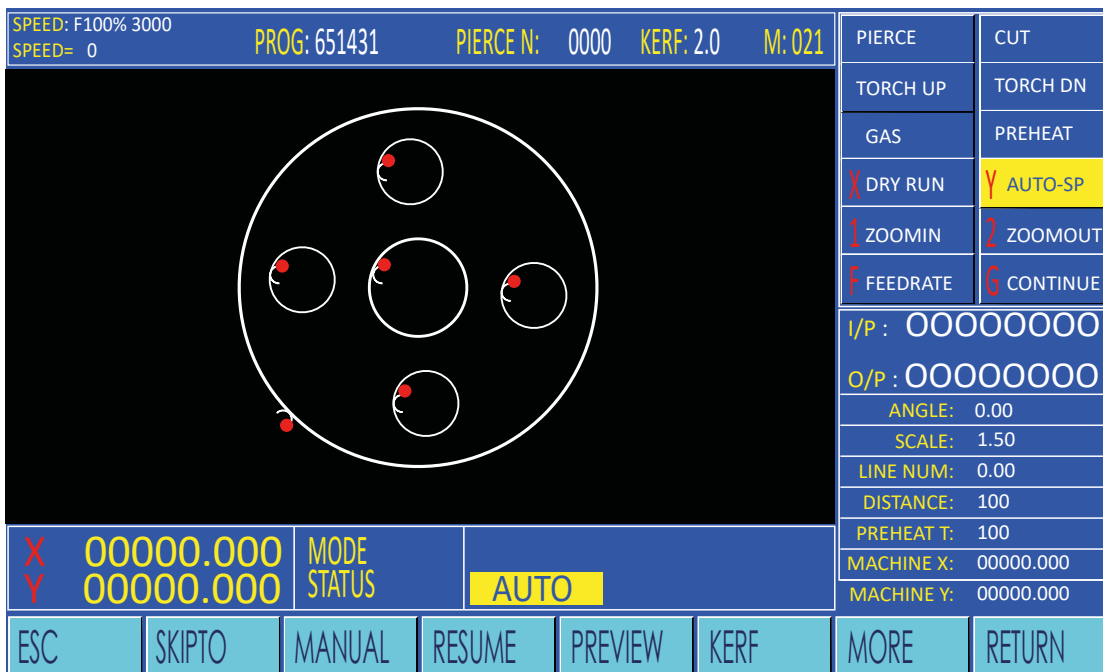 SPEED: F100% 3000
SPEED= 0
PROG: 651431 PIERCE N: 0000 KERF: 2.0 M: 021
PIERCE CUT
TORCH UP TORCH DN
GAS PREHEAT
X DRY RUN Y AUTO-SP
1 ZOOMIN 2 ZOOMOUT
F FEEDRATE G CONTINUE
I/P : OOOOOOOO
O/P : OOOOOOOO
ANGLE: 0.00
SCALE: 1.50
LINE NUM: 0.00
DISTANCE: 100
PREHEAT T: 100
MACHINE X: 00000.000
MACHINE Y: 00000.000
X 00000.000
Y 00000.000
MODE
STATUS
AUTO
ESC SKIPTO MANUAL RESUME PREVIEW KERF MORE RETURN